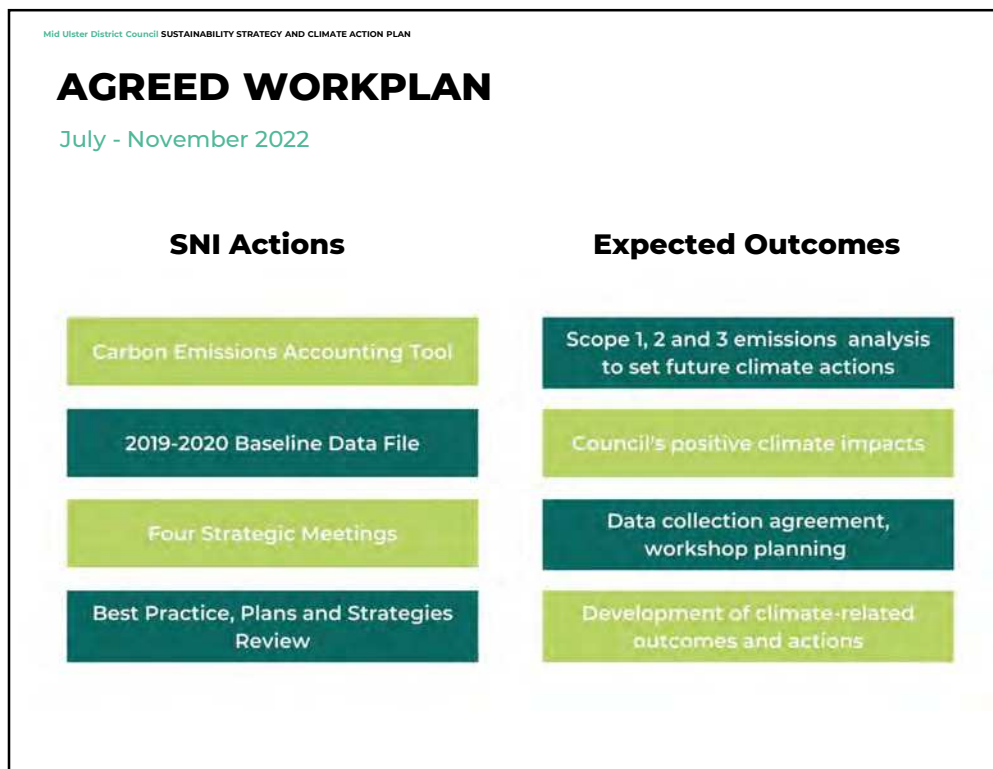 Mid Ulster District Council SUSTAINABILITY STRATEGY AND CLIMATE ACTION PLAN
AGREED WORKPLAN
July - November 2022
SNI Actions
Carbon Emissions Accounting Tool
2019-2020 Baseline Data File
Four Strategic Meetings
Best Practice, Plans and Strategies
Review
Expected Outcomes
Scope 1, 2 and 3 emissions analysis
to set future climate actions
Council's positive climate impacts
Data collection agreement,
workshop planning
Development of climate-related
outcomes and actions